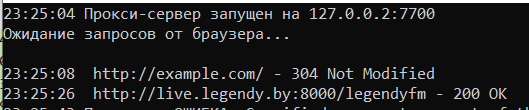 23:25:04 Прокси-сервер запущен на 127.0.0.2:7700
Ожидание запросов от браузера...
23:25:08 http://example.com/ - 304 Not Modified
23:25:26 http://live.legendy.by:8000/legendyfm - 200 OK